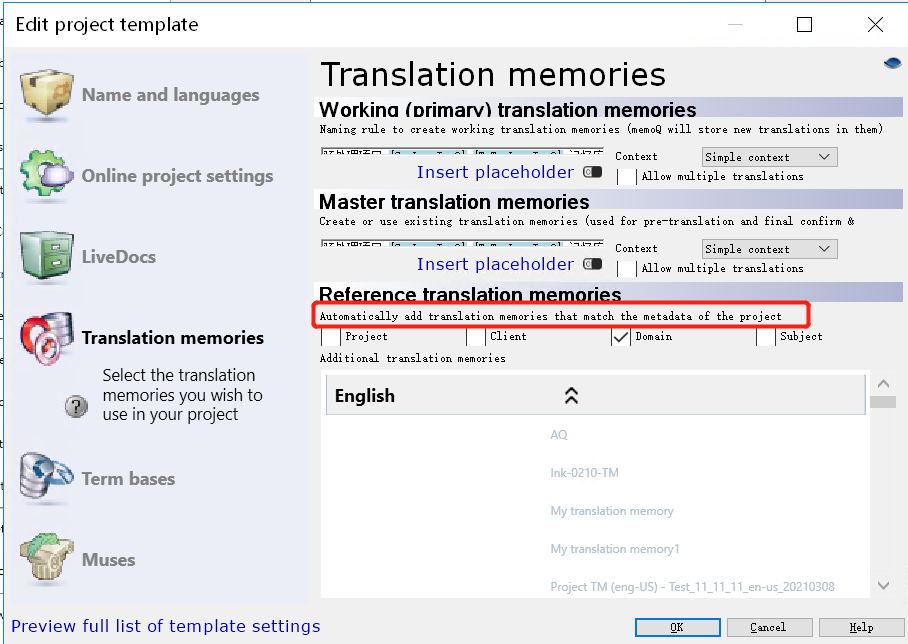 Edit project template
Name and languages
Online project settings
LiveDocs
Translation memories
Select the translation
memories you wish to
use in your project
Term bases
Muses
Preview full list of template settings
Translation memories
Working (primary) translation memories
Naming rule to create working translation memories (memoQ will store new translations in them)
Context
Simple context
Insert placeholder
Allow multiple translations
Master translation memories
Create or use existing translation memories (used for pre-translation and final confirm &
Context
Simple context
Insert placeholder
Allow multiple translations
Reference translation memories
Automatically add translation memories that match the metadata of the project
Project Client Domain Subject
Additional translation memories
English
AQ
Ink-0210-TM
My translation memory
My translation memory1
Project TM (eng-US) - Test_11_11_11_en-us_20210308
OK Cancel Help